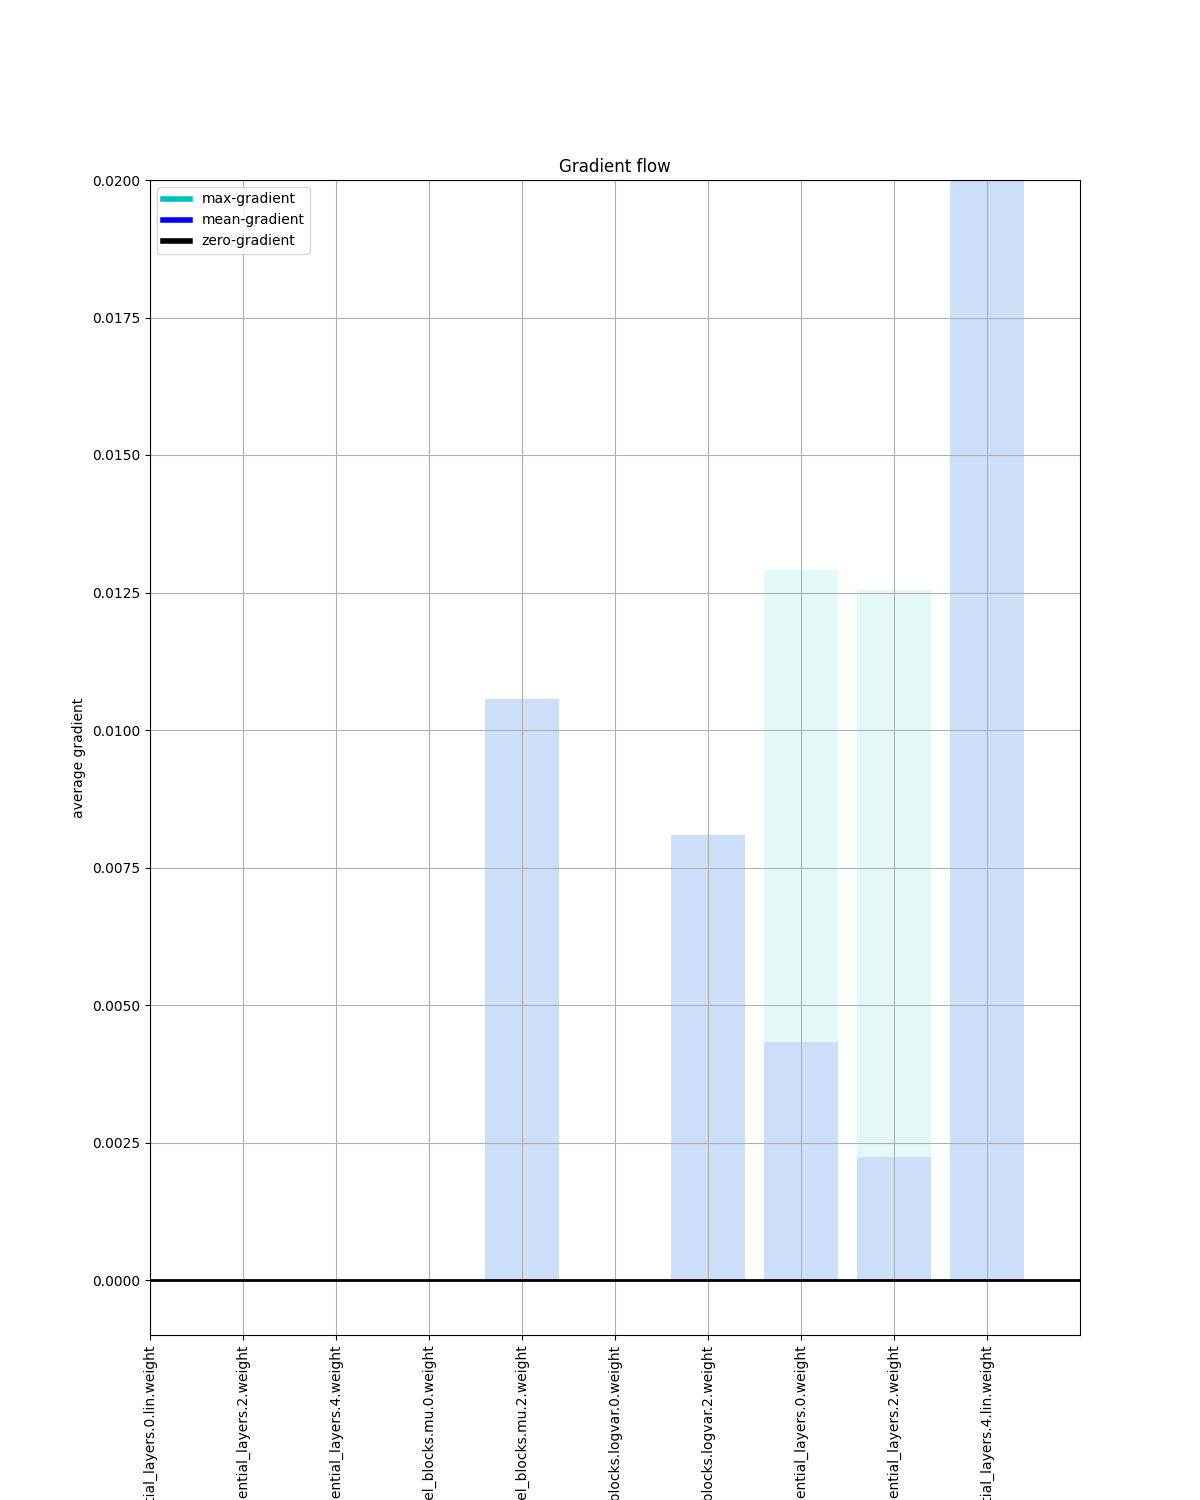 Gradient flow
max-gradient
mean-gradient
zero-gradient
0.0200
0.0175
0.0150
0.0125
0.0100
0.0075
0.0050
0.0025
0.0000
average gradient
tial_layers.0.lin.weight
ential_layers.2.weight
ential_layers.4.weight
el_blocks.mu.0.weight
el_blocks.mu.2.weight
blocks.logvar.0.weight
blocks.logvar.2.weight
ential_layers.0.weight
ential_layers.2.weight
tial_layers.4.lin.weight